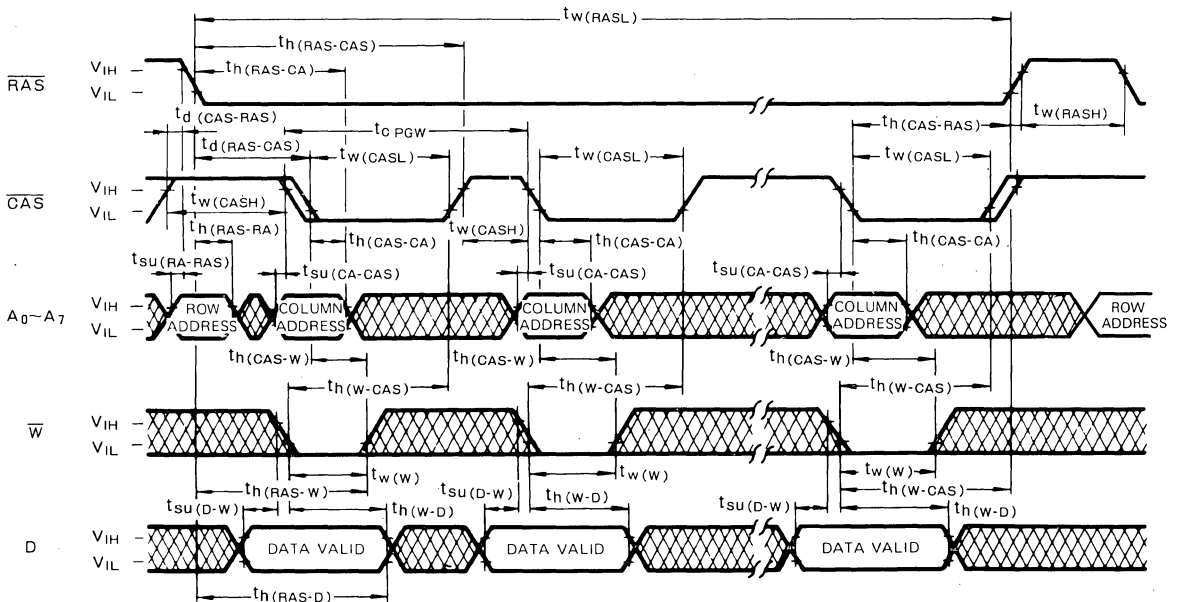 tw(RASL)
th(RAS-CAS)
th(RAS-CA)
RAS
VIH
VIL
td(CAS-RAS)
tw(RASH)
tc PGW
th(CAS-RAS)
td(RAS-CAS)
tw(CASL)
tw(CASL)
tw(CASL)
CAS
VIH
VIL
tw(CASH)
tw(CASH)
th(RAS-RA)
th(CAS-CA)
th(CAS-CA)
th(CAS-CA)
tsu(RA-RAS)
tsu(CA-CAS)
tsu(CA-CAS)
tsu(CA-CAS)
A0~A7
VIH
VIL
ROW ADDRESS
COLUMN ADDRESS
COLUMN ADDRESS
COLUMN ADDRESS
ROW ADDRESS
th(CAS-W)
th(CAS-W)
th(CAS-W)
th(W-CAS)
th(W-CAS)
th(W-CAS)
W
VIH
VIL
tw(W)
tw(W)
tw(W)
th(RAS-W)
th(W-CAS)
tsu(D-W)
th(W-D)
tsu(D-W)
th(W-D)
tsu(D-W)
th(W-D)
D
VIH
VIL
DATA VALID
DATA VALID
DATA VALID
th(RAS-D)